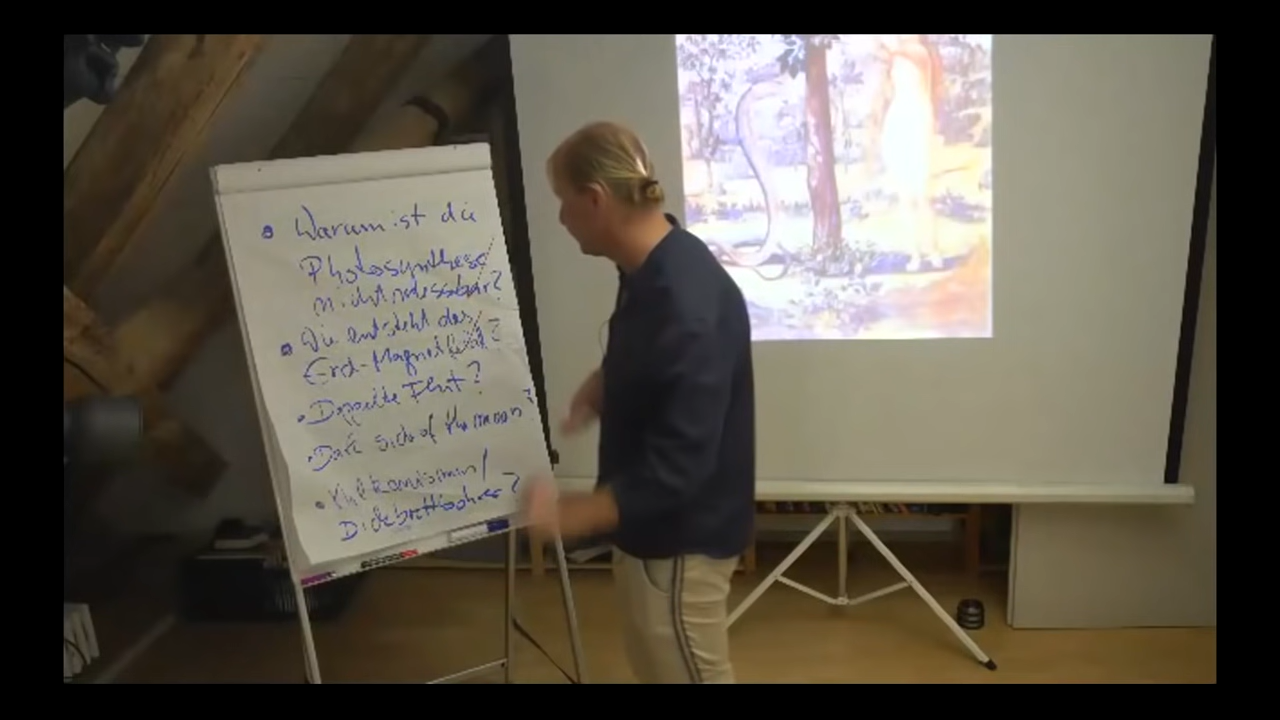 • Warum ist die
Photosynthese
nicht messbar?
• Wie entsteht das
Erd-Magnetfeld?
• Doppelte Flut?
• Dark side of the moon?
• Vulkanismus/